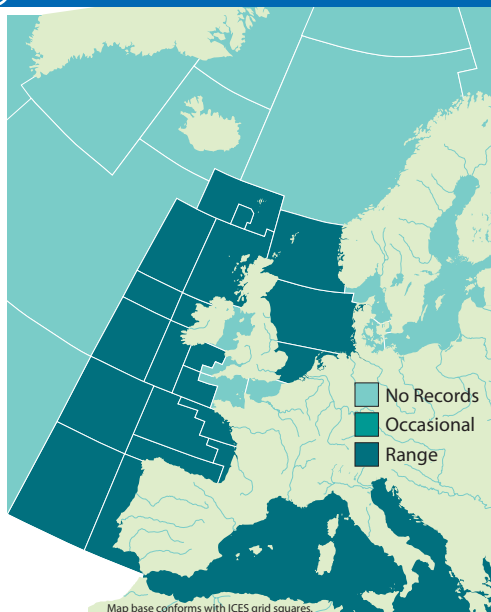 No Records
Occasional
Range
Map base conforms with ICES grid squares.